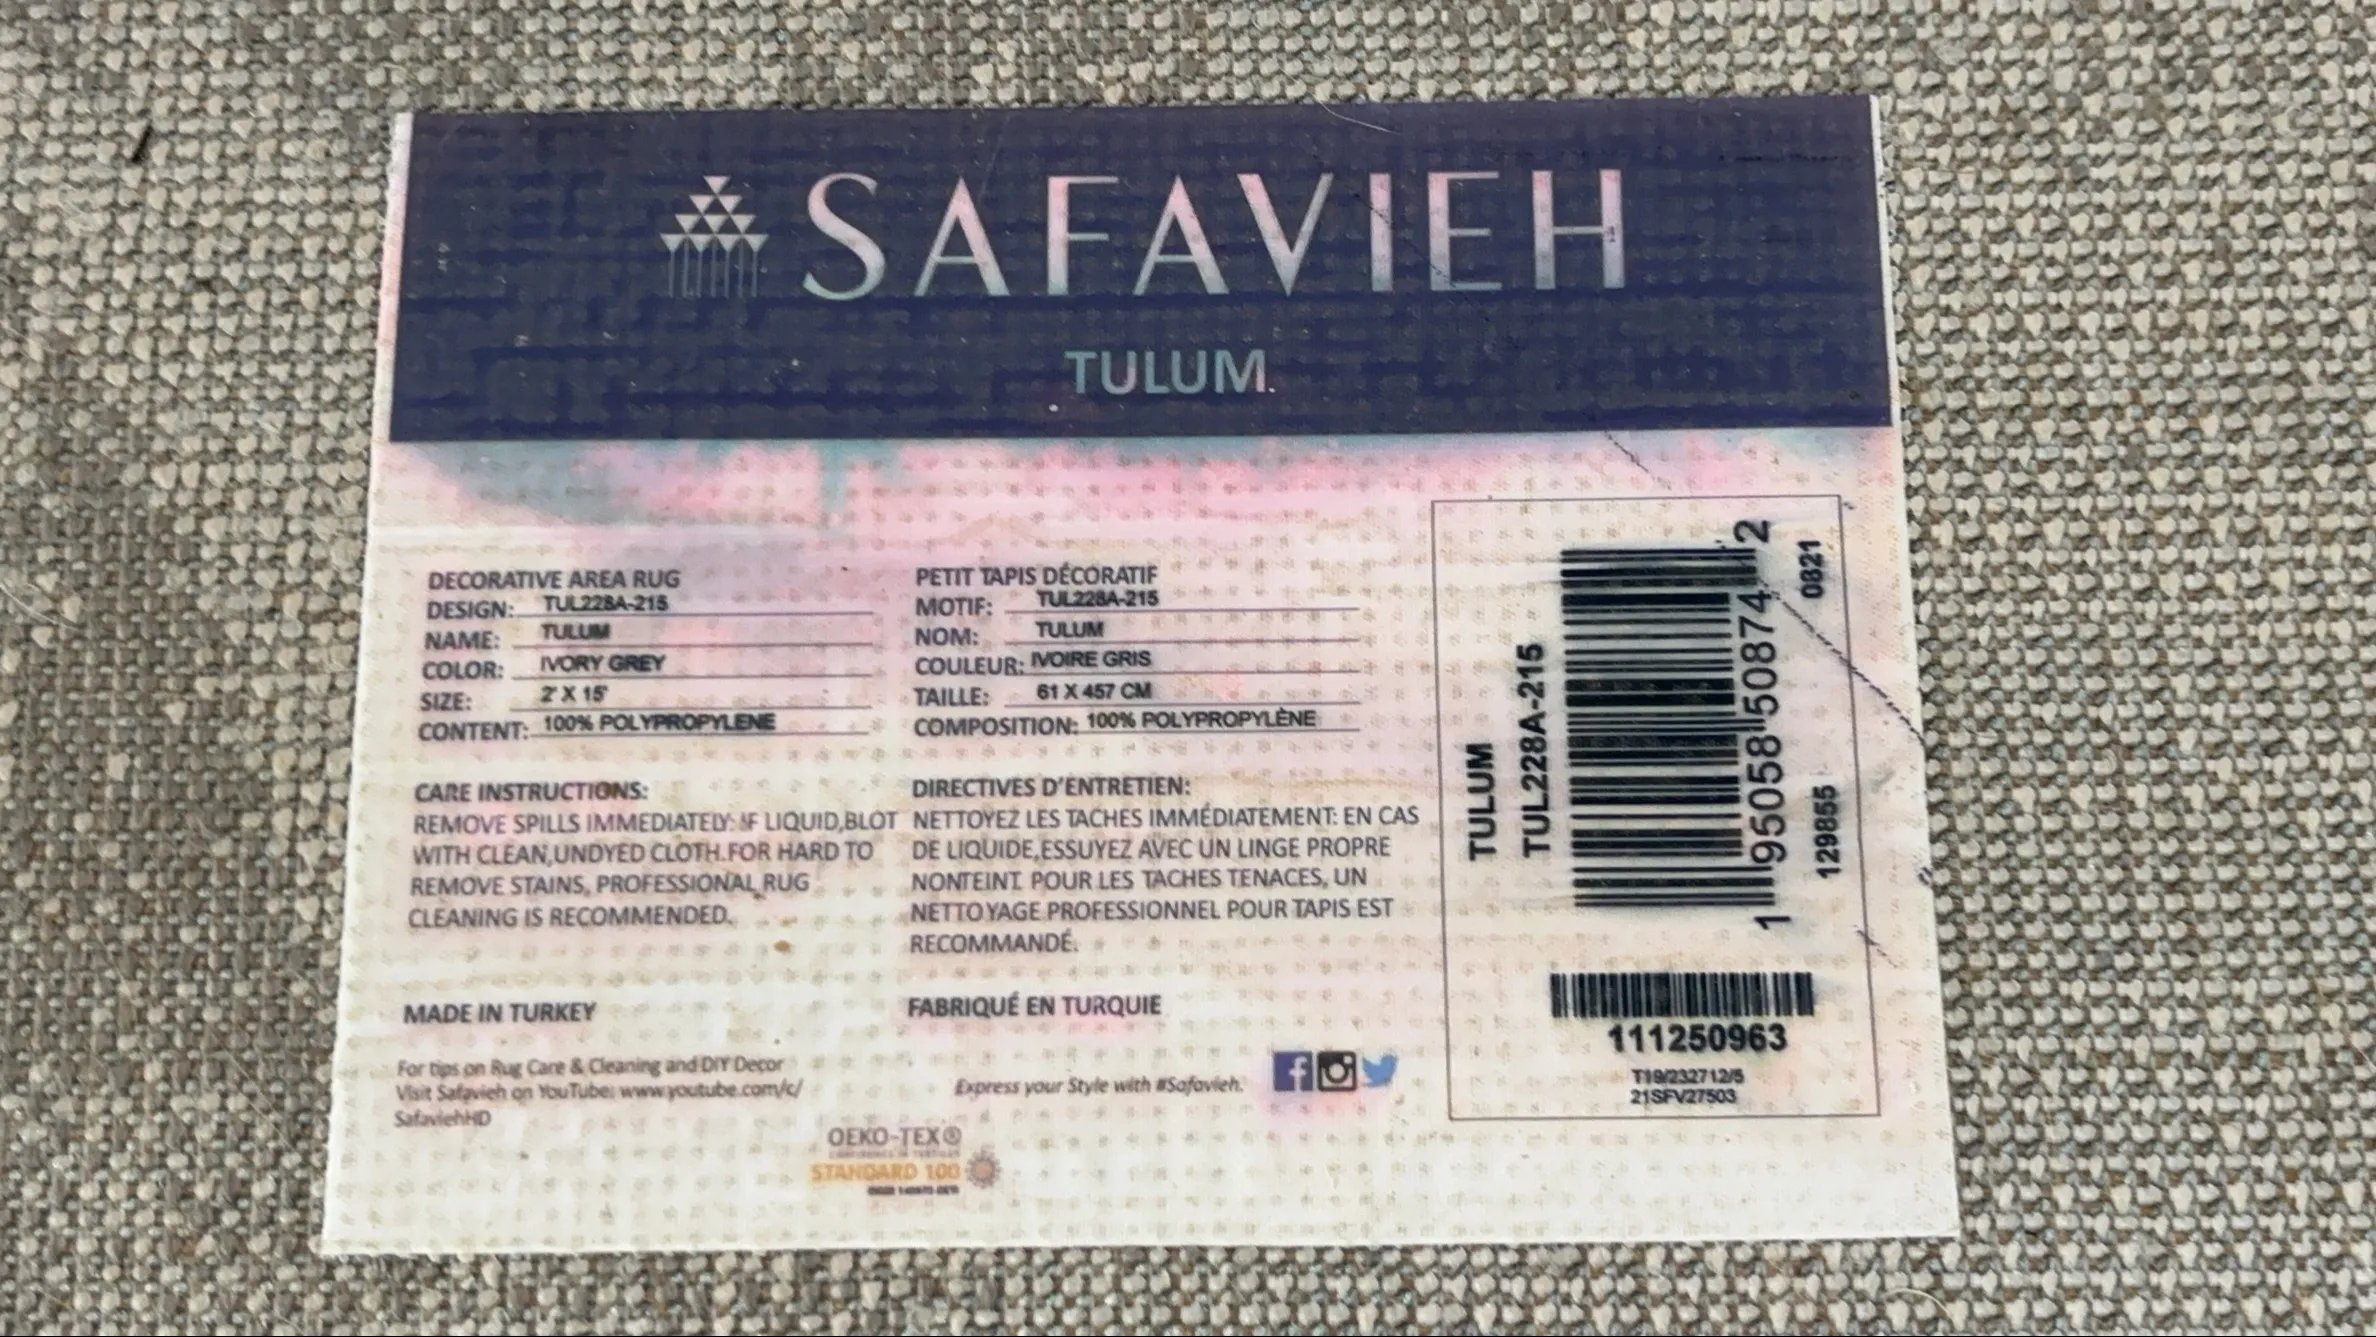 SAFAVIEH
TULUM
DECORATIVE AREA RUG
DESIGN: TUL228A-215
NAME: TULUM
COLOR: IVORY GREY
SIZE: 2' X 15'
CONTENT: 100% POLYPROPYLENE
CARE INSTRUCTIONS:
REMOVE SPILLS IMMEDIATELY: IF LIQUID,BLOT
WITH CLEAN,UNDYED CLOTH.FOR HARD TO
REMOVE STAINS, PROFESSIONAL RUG
CLEANING IS RECOMMENDED.
MADE IN TURKEY
For tips on Rug Care & Cleaning and DIY Decor
Visit Safavieh on YouTube: www.youtube.com/c/
SafaviehHD
PETIT TAPIS DÉCORATIF
MOTIF: TUL228A-215
NOM: TULUM
COULEUR: IVOIRE GRIS
TAILLE: 61 X 457 CM
COMPOSITION: 100% POLYPROPYLÈNE
DIRECTIVES D'ENTRETIEN:
NETTOYEZ LES TACHES IMMÉDIATEMENT: EN CAS
DE LIQUIDE,ESSUYEZ AVEC UN LINGE PROPRE
NONTEINT. POUR LES TACHES TENACES, UN
NETTOYAGE PROFESSIONNEL POUR TAPIS EST
RECOMMANDÉ.
FABRIQUÉ EN TURQUIE
Express your Style with #Safavieh.
OEKO-TEX®
CONFIDENCE IN TEXTILES
STANDARD 100
TULUM
TUL228A-215
1 95058 50874 2
129855 0821
111250963
T19/232712/5
21SFV27503